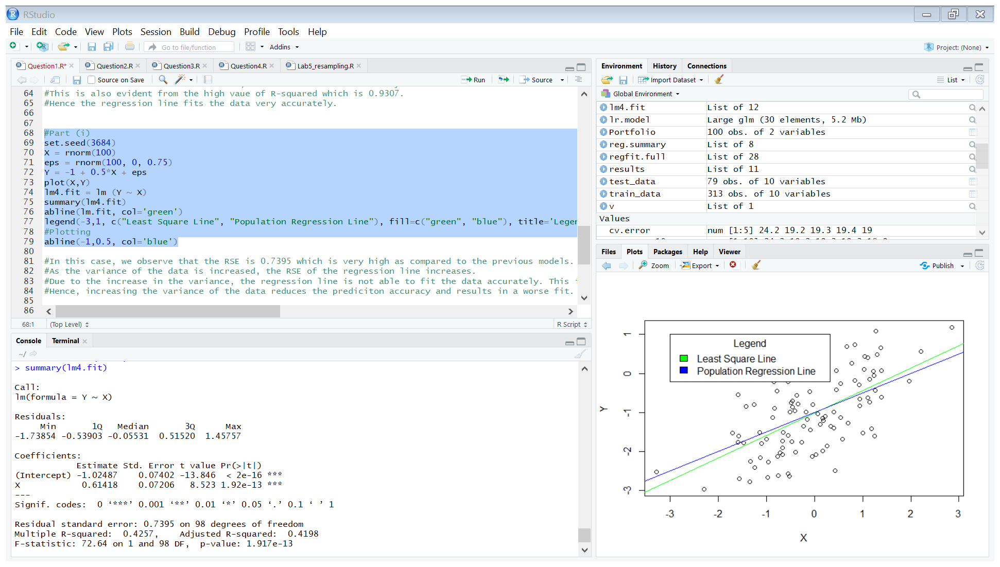 RStudio
File Edit Code View Plots Session Build Debug Profile Tools Help
Go to file/function Addins Project: (None)
Question1.R* Question2.R Question3.R Question4.R Lab5_resampling.R
Source on Save Run Source
64 #This is also evident from the high vaue of R-squared which is 0.9307.
65 #Hence the regression line fits the data very accurately.
66
67
68 #Part (i)
69 set.seed(3684)
70 X = rnorm(100)
71 eps = rnorm(100, 0, 0.75)
72 Y = -1 + 0.5*X + eps
73 plot(X,Y)
74 lm4.fit = lm (Y ~ X)
75 summary(lm4.fit)
76 abline(lm.fit, col='green')
77 legend(-3,1, c("Least Square Line", "Population Regression Line"), fill=c("green", "blue"), title='Leger
78 #Plotting
79 abline(-1,0.5, col='blue')
80
81 #In this case, we observe that the RSE is 0.7395 which is very high as compared to the previous models.
82 #As the variance of the data is increased, the RSE of the regression line increases.
83 #Due to the increase in the variance, the regression line is not able to fit the data accurately. This
84 #Hence, increasing the variance of the data reduces the prediciton accuracy and results in a worse fit.
85
86
68:1 (Top Level) R Script
Console Terminal
~/
> summary(lm4.fit)
Call:
lm(formula = Y ~ X)
Residuals:
Min 1Q Median 3Q Max
-1.73854 -0.53903 -0.05531 0.51520 1.45757
Coefficients:
Estimate Std. Error t value Pr(>|t|)
(Intercept) -1.02487 0.07402 -13.846 < 2e-16 ***
X 0.61418 0.07206 8.523 1.92e-13 ***
---
Signif. codes: 0 ‘***’ 0.001 ‘**’ 0.01 ‘*’ 0.05 ‘.’ 0.1 ‘ ’ 1
Residual standard error: 0.7395 on 98 degrees of freedom
Multiple R-squared: 0.4257, Adjusted R-squared: 0.4198
F-statistic: 72.64 on 1 and 98 DF, p-value: 1.917e-13
Environment History Connections
Import Dataset List
Global Environment
lm4.fit List of 12
lr.model Large glm (30 elements, 5.2 Mb)
Portfolio 100 obs. of 2 variables
reg.summary List of 8
regfit.full List of 28
results List of 11
test_data 79 obs. of 10 variables
train_data 313 obs. of 10 variables
v List of 1
Values
cv.error num [1:5] 24.2 19.2 19.3 19.4 19
Files Plots Packages Help Viewer
Zoom Export Publish
Legend
Least Square Line
Population Regression Line
1
0
-1
-2
-3
Y
-3 -2 -1 0 1 2 3
X